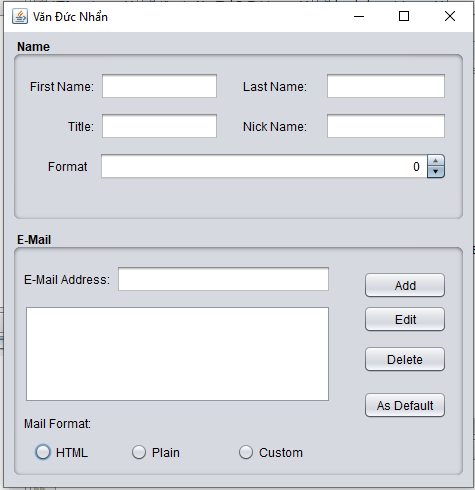 Văn Đức Nhẩn
Name
First Name:
Last Name:
Title:
Nick Name:
Format
0
E-Mail
E-Mail Address:
Add
Edit
Delete
As Default
Mail Format:
HTML
Plain
Custom